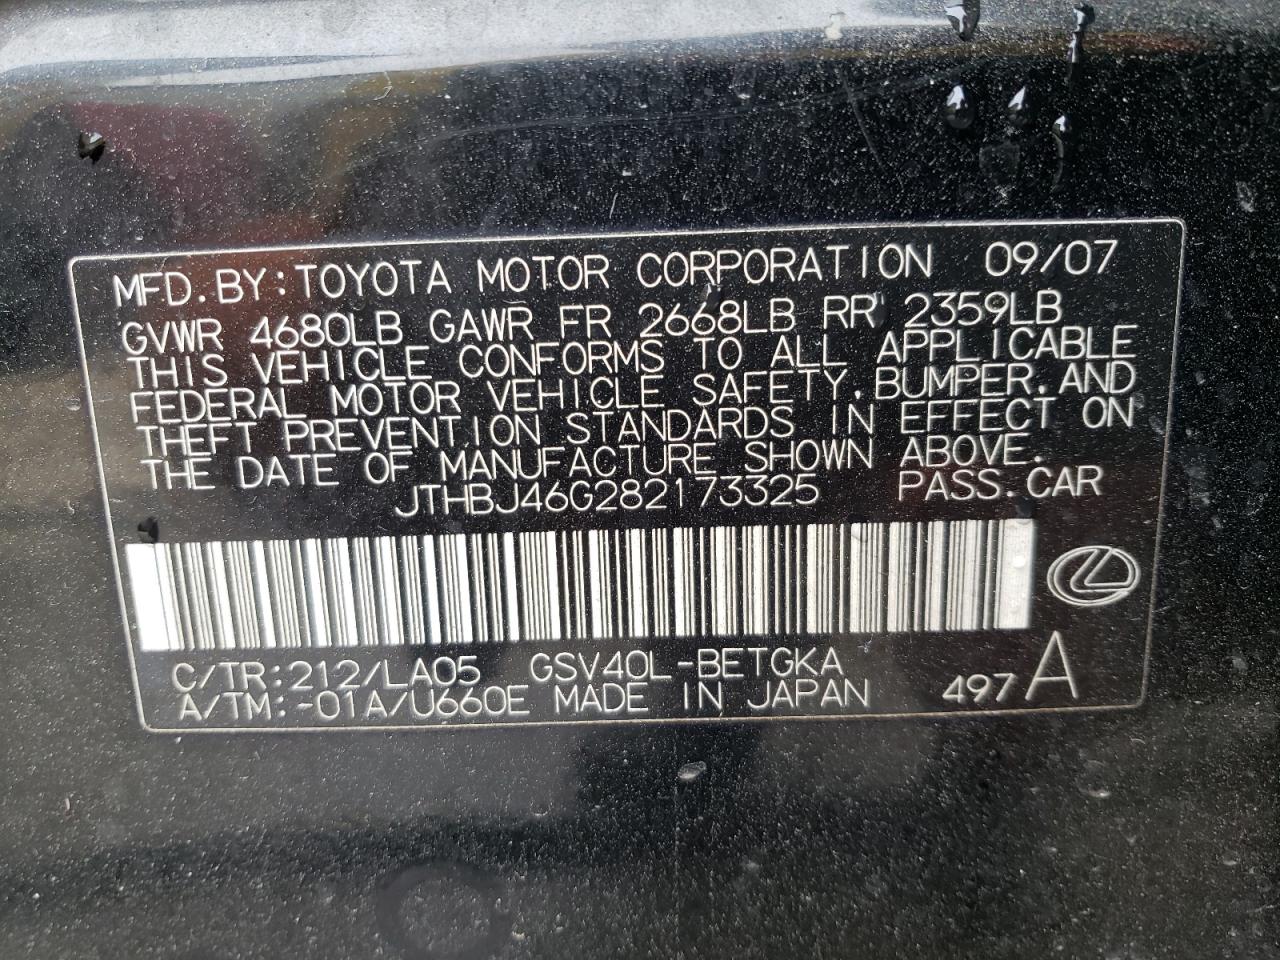 MFD. BY: TOYOTA MOTOR CORPORATION 09/07
GVWR 4680LB GAWR FR 2668LB RR 2359LB
THIS VEHICLE CONFORMS TO ALL APPLICABLE
FEDERAL MOTOR VEHICLE SAFETY, BUMPER, AND
THEFT PREVENTION STANDARDS IN EFFECT ON
THE DATE OF MANUFACTURE SHOWN ABOVE.
JTHBJ46G282173325 PASS. CAR
C/TR: 212/LA05 GSV40L-BETGKA
A/TM: -01A/U660E MADE IN JAPAN 497A